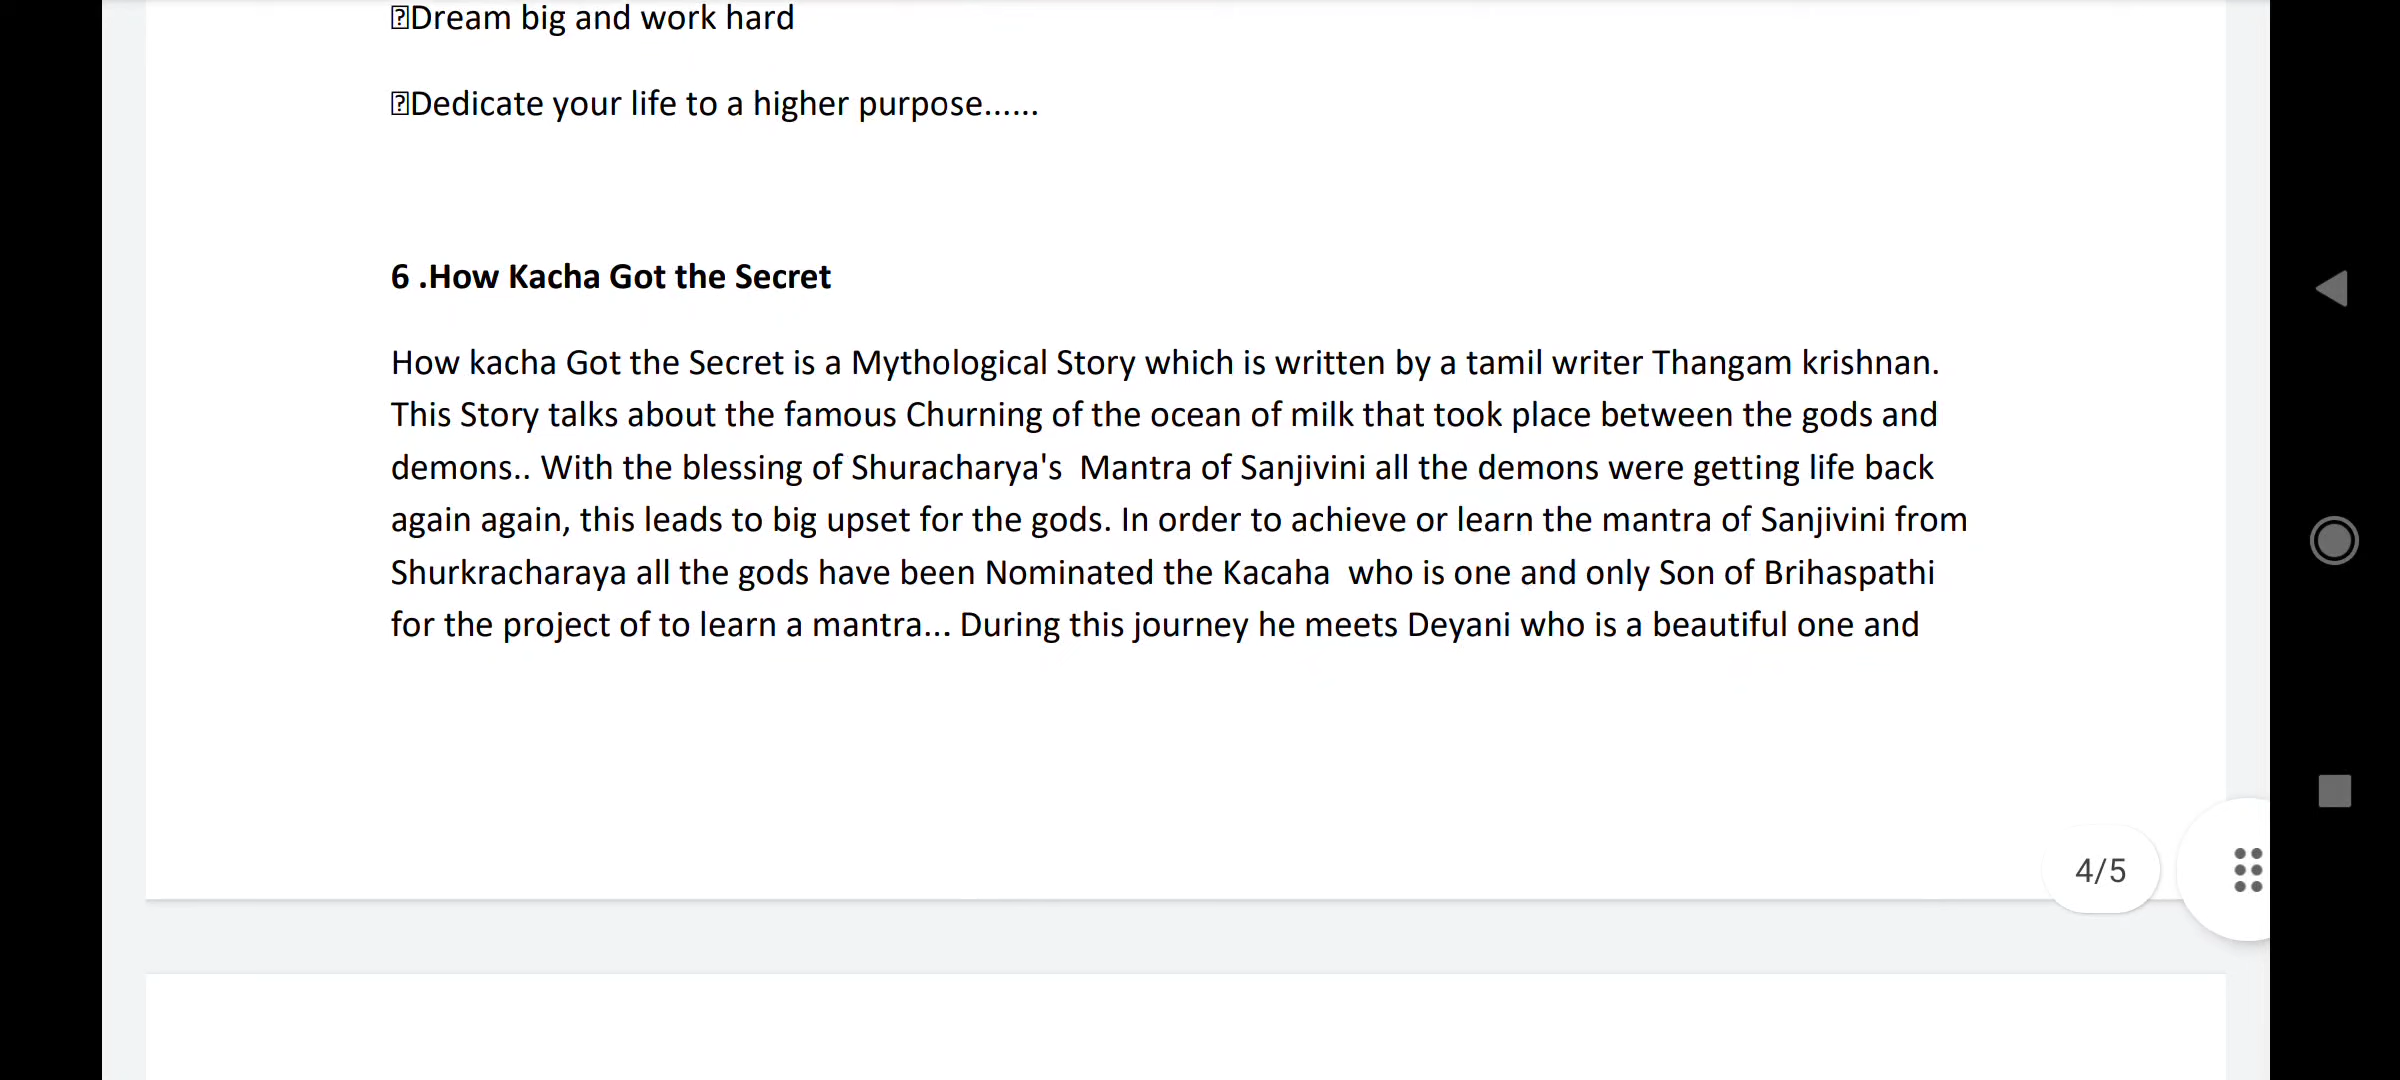 ⍰Dream big and work hard
⍰Dedicate your life to a higher purpose......
6 .How Kacha Got the Secret
How kacha Got the Secret is a Mythological Story which is written by a tamil writer Thangam krishnan.
This Story talks about the famous Churning of the ocean of milk that took place between the gods and
demons.. With the blessing of Shuracharya's  Mantra of Sanjivini all the demons were getting life back
again again, this leads to big upset for the gods. In order to achieve or learn the mantra of Sanjivini from
Shurkracharaya all the gods have been Nominated the Kacaha  who is one and only Son of Brihaspathi
for the project of to learn a mantra... During this journey he meets Deyani who is a beautiful one and
4/5